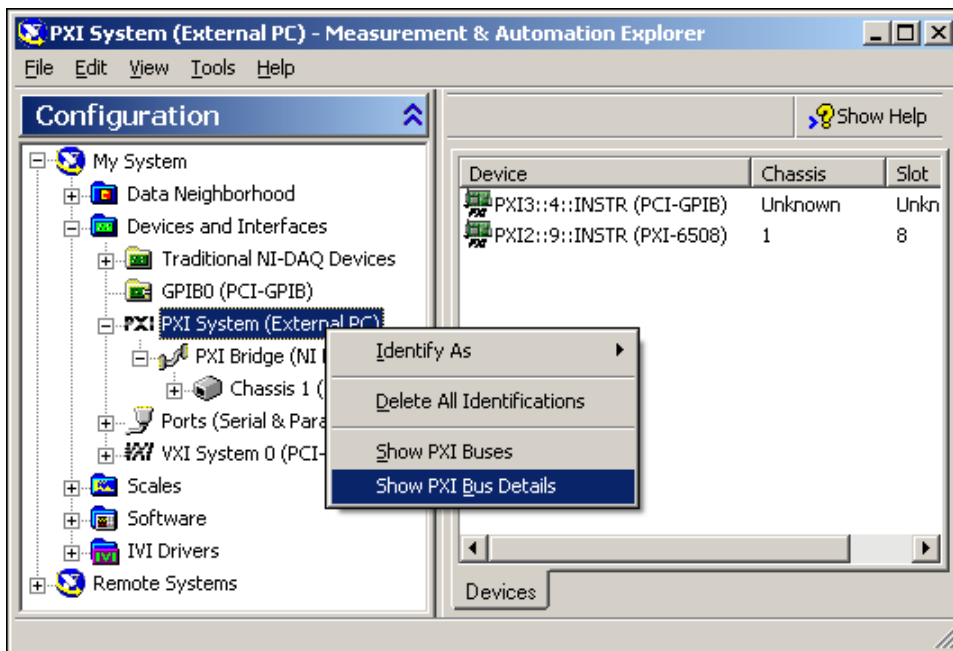 PXI System (External PC) - Measurement & Automation Explorer
File Edit View Tools Help
Configuration
Show Help
My System
Data Neighborhood
Devices and Interfaces
Traditional NI-DAQ Devices
GPIB0 (PCI-GPIB)
PXI PXI System (External PC)
PXI Bridge (NI
Chassis 1 (
Ports (Serial & Para
VXI VXI System 0 (PCI-
Scales
Software
IVI IVI Drivers
Remote Systems
Identify As
Delete All Identifications
Show PXI Buses
Show PXI Bus Details
Device Chassis Slot
PXI3::4::INSTR (PCI-GPIB) Unknown Unkn
PXI2::9::INSTR (PXI-6508) 1 8
Devices